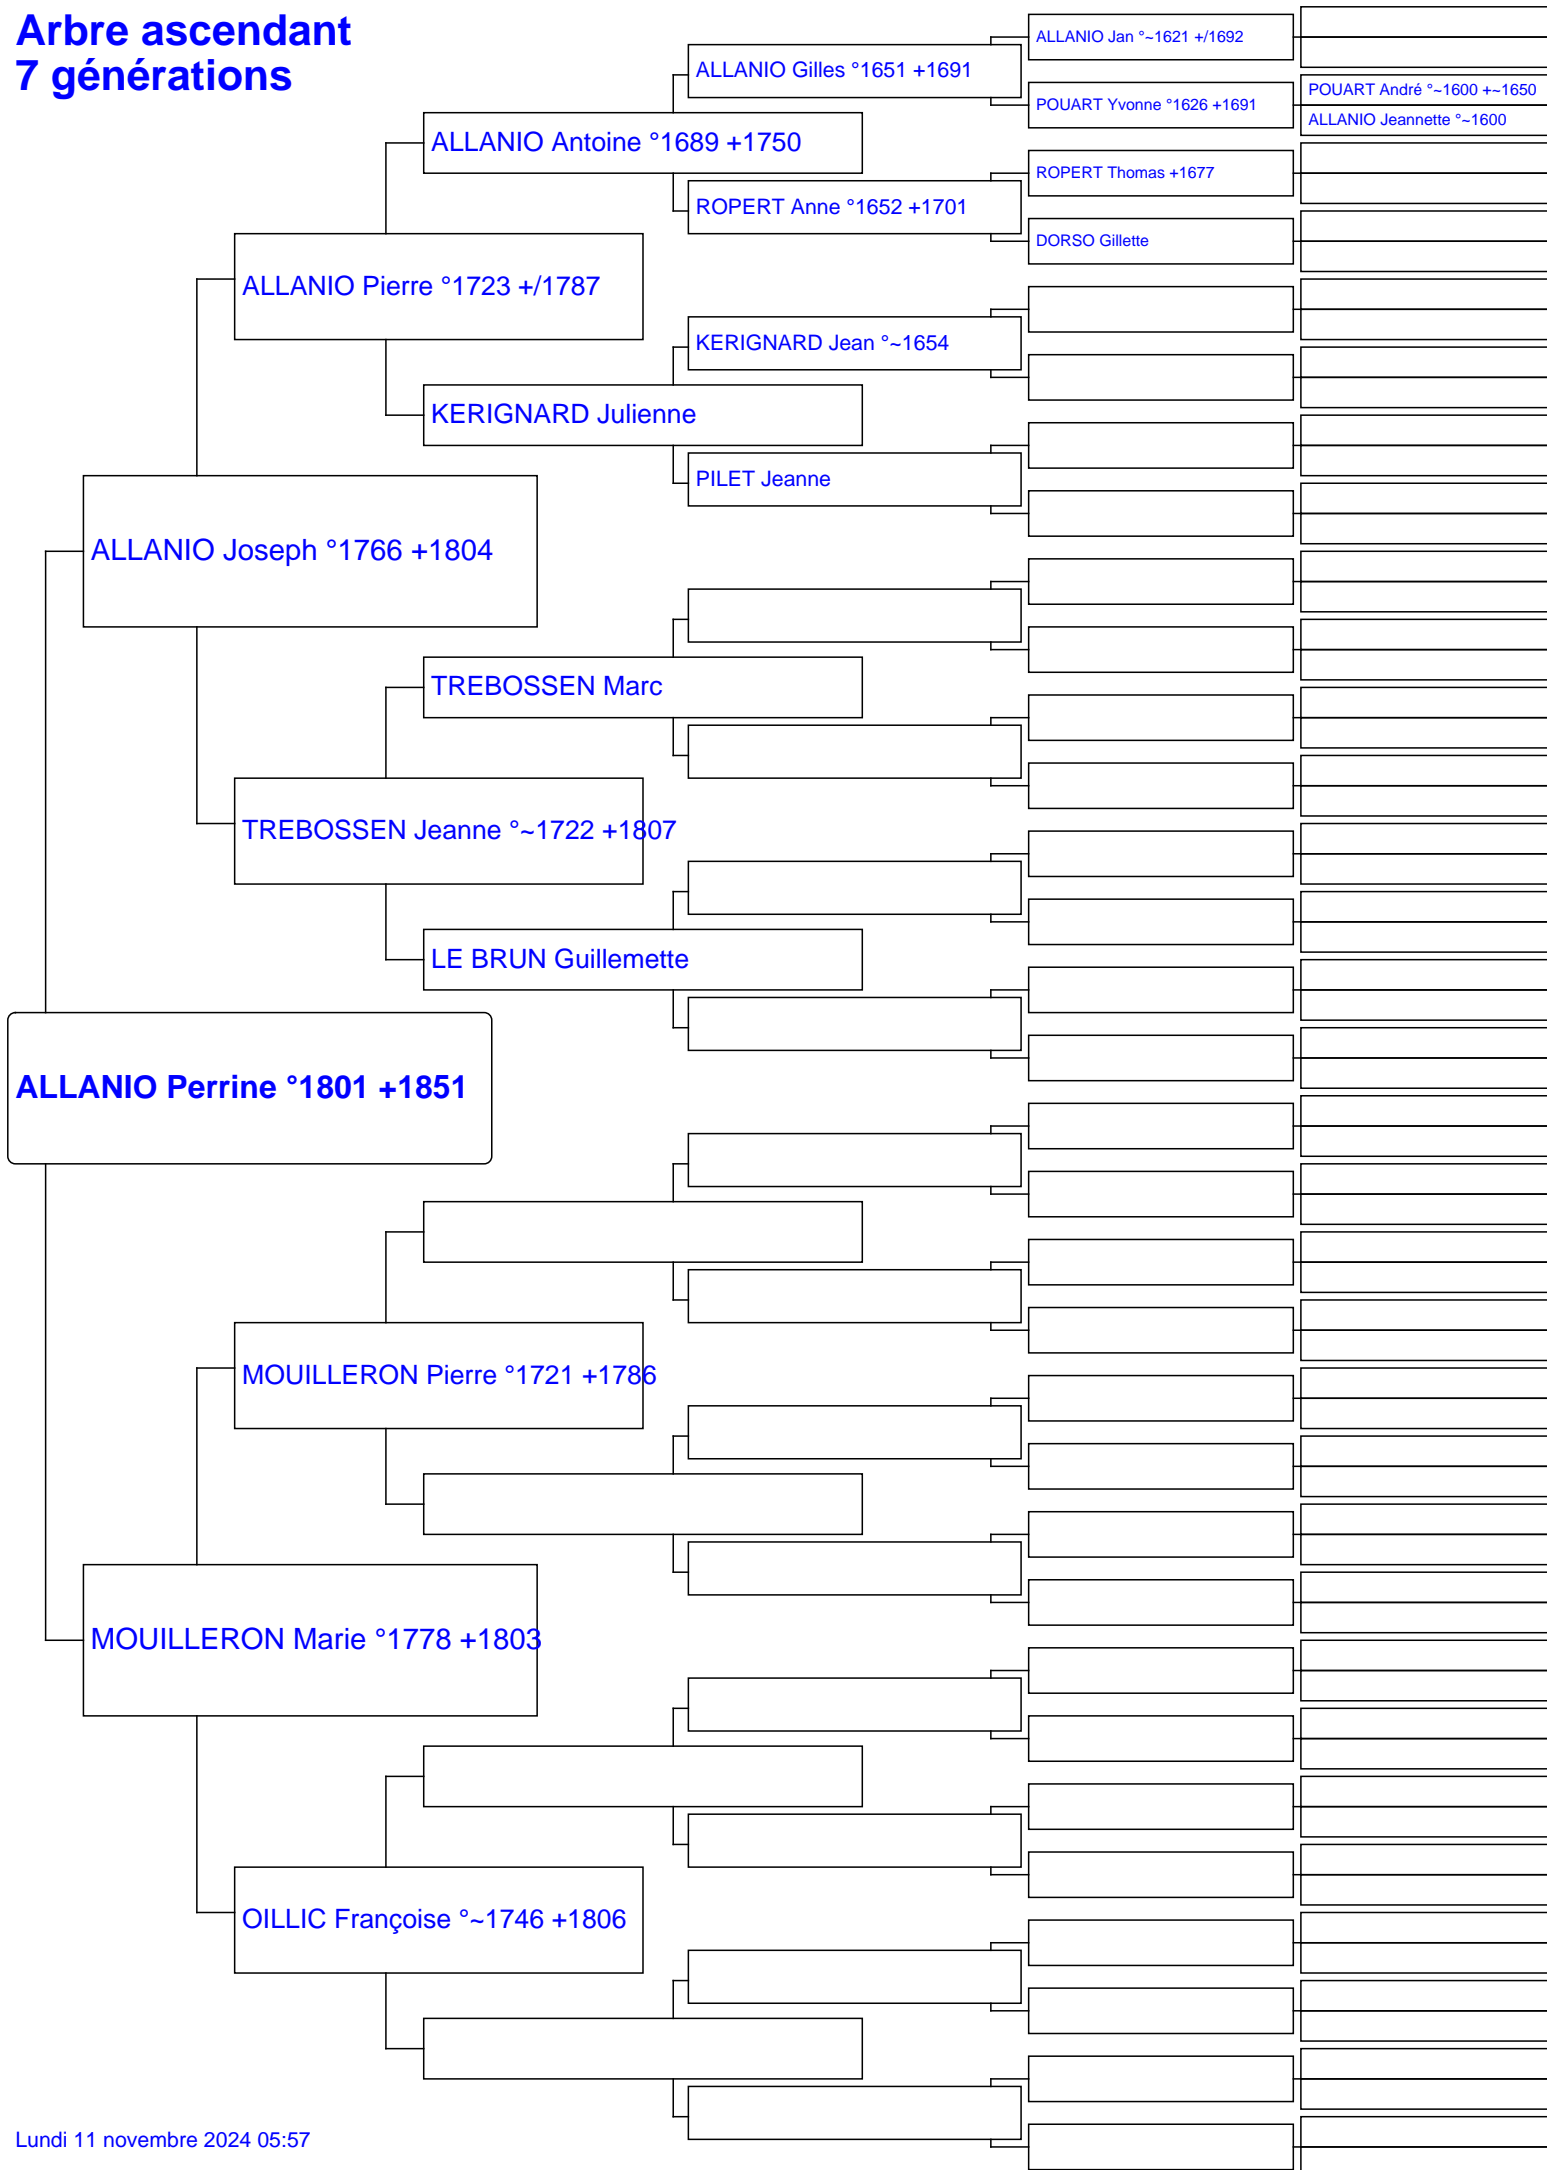 Arbre ascendant
7 générations
ALLANIO Jan °~1621 +/1692
ALLANIO Gilles °1651 +1691
POUART André °~1600 +~1650
POUART Yvonne °1626 +1691
ALLANIO Jeannette °~1600
ALLANIO Antoine °1689 +1750
ROPERT Thomas +1677
ROPERT Anne °1652 +1701
DORSO Gillette
ALLANIO Pierre °1723 +/1787
KERIGNARD Jean °~1654
KERIGNARD Julienne
PILET Jeanne
ALLANIO Joseph °1766 +1804
TREBOSSEN Marc
TREBOSSEN Jeanne °~1722 +1807
LE BRUN Guillemette
ALLANIO Perrine °1801 +1851
MOUILLERON Pierre °1721 +1786
MOUILLERON Marie °1778 +1803
OILLIC Françoise °~1746 +1806
Lundi 11 novembre 2024 05:57